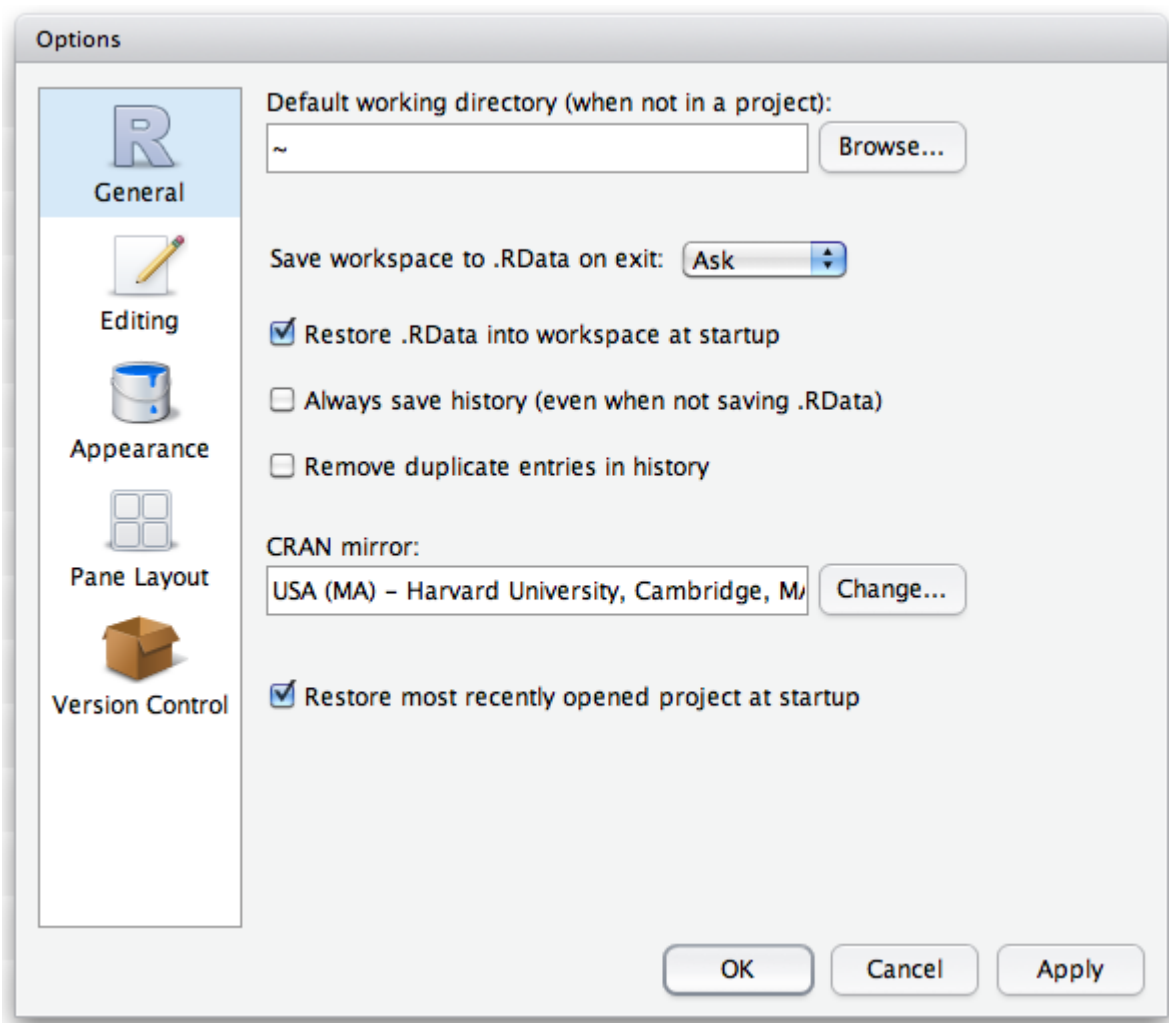 Options
R
General
Editing
Appearance
Pane Layout
Version Control
Default working directory (when not in a project):
~
Browse...
Save workspace to .RData on exit:
Ask
Restore .RData into workspace at startup
Always save history (even when not saving .RData)
Remove duplicate entries in history
CRAN mirror:
USA (MA) – Harvard University, Cambridge, MA
Change...
Restore most recently opened project at startup
OK
Cancel
Apply